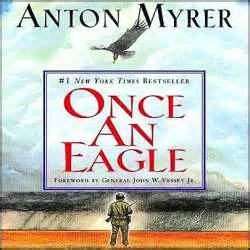 ANTON MYRER
#1 NEW YORK TIMES BESTSELLER
ONCE
AN
EAGLE
FOREWORD BY GENERAL JOHN W. VESSEY JR.